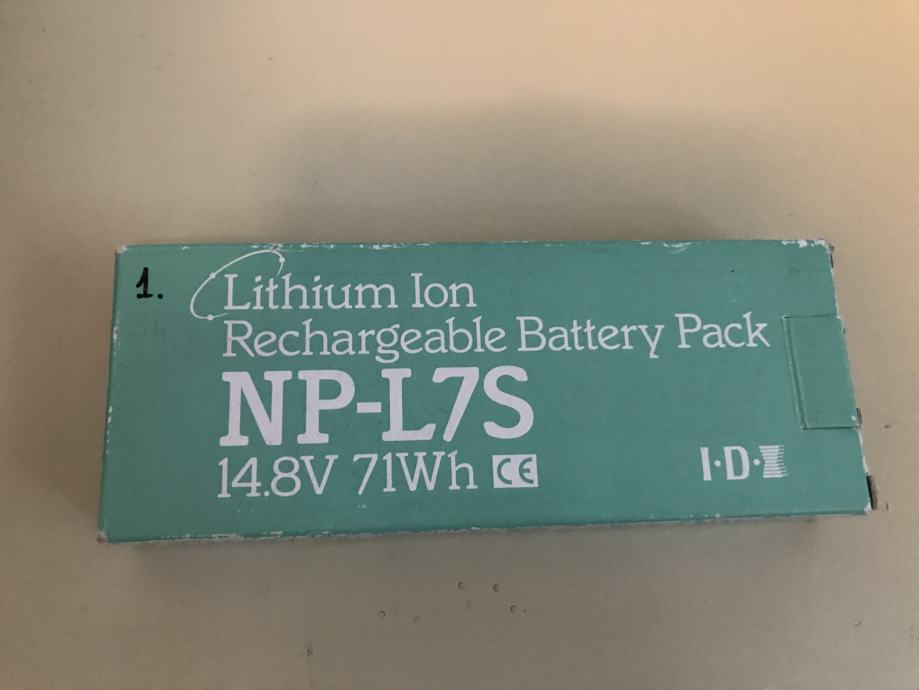 1.
Lithium Ion
Rechargeable Battery Pack
NP-L7S
14.8V 71Wh CE
I·D·X